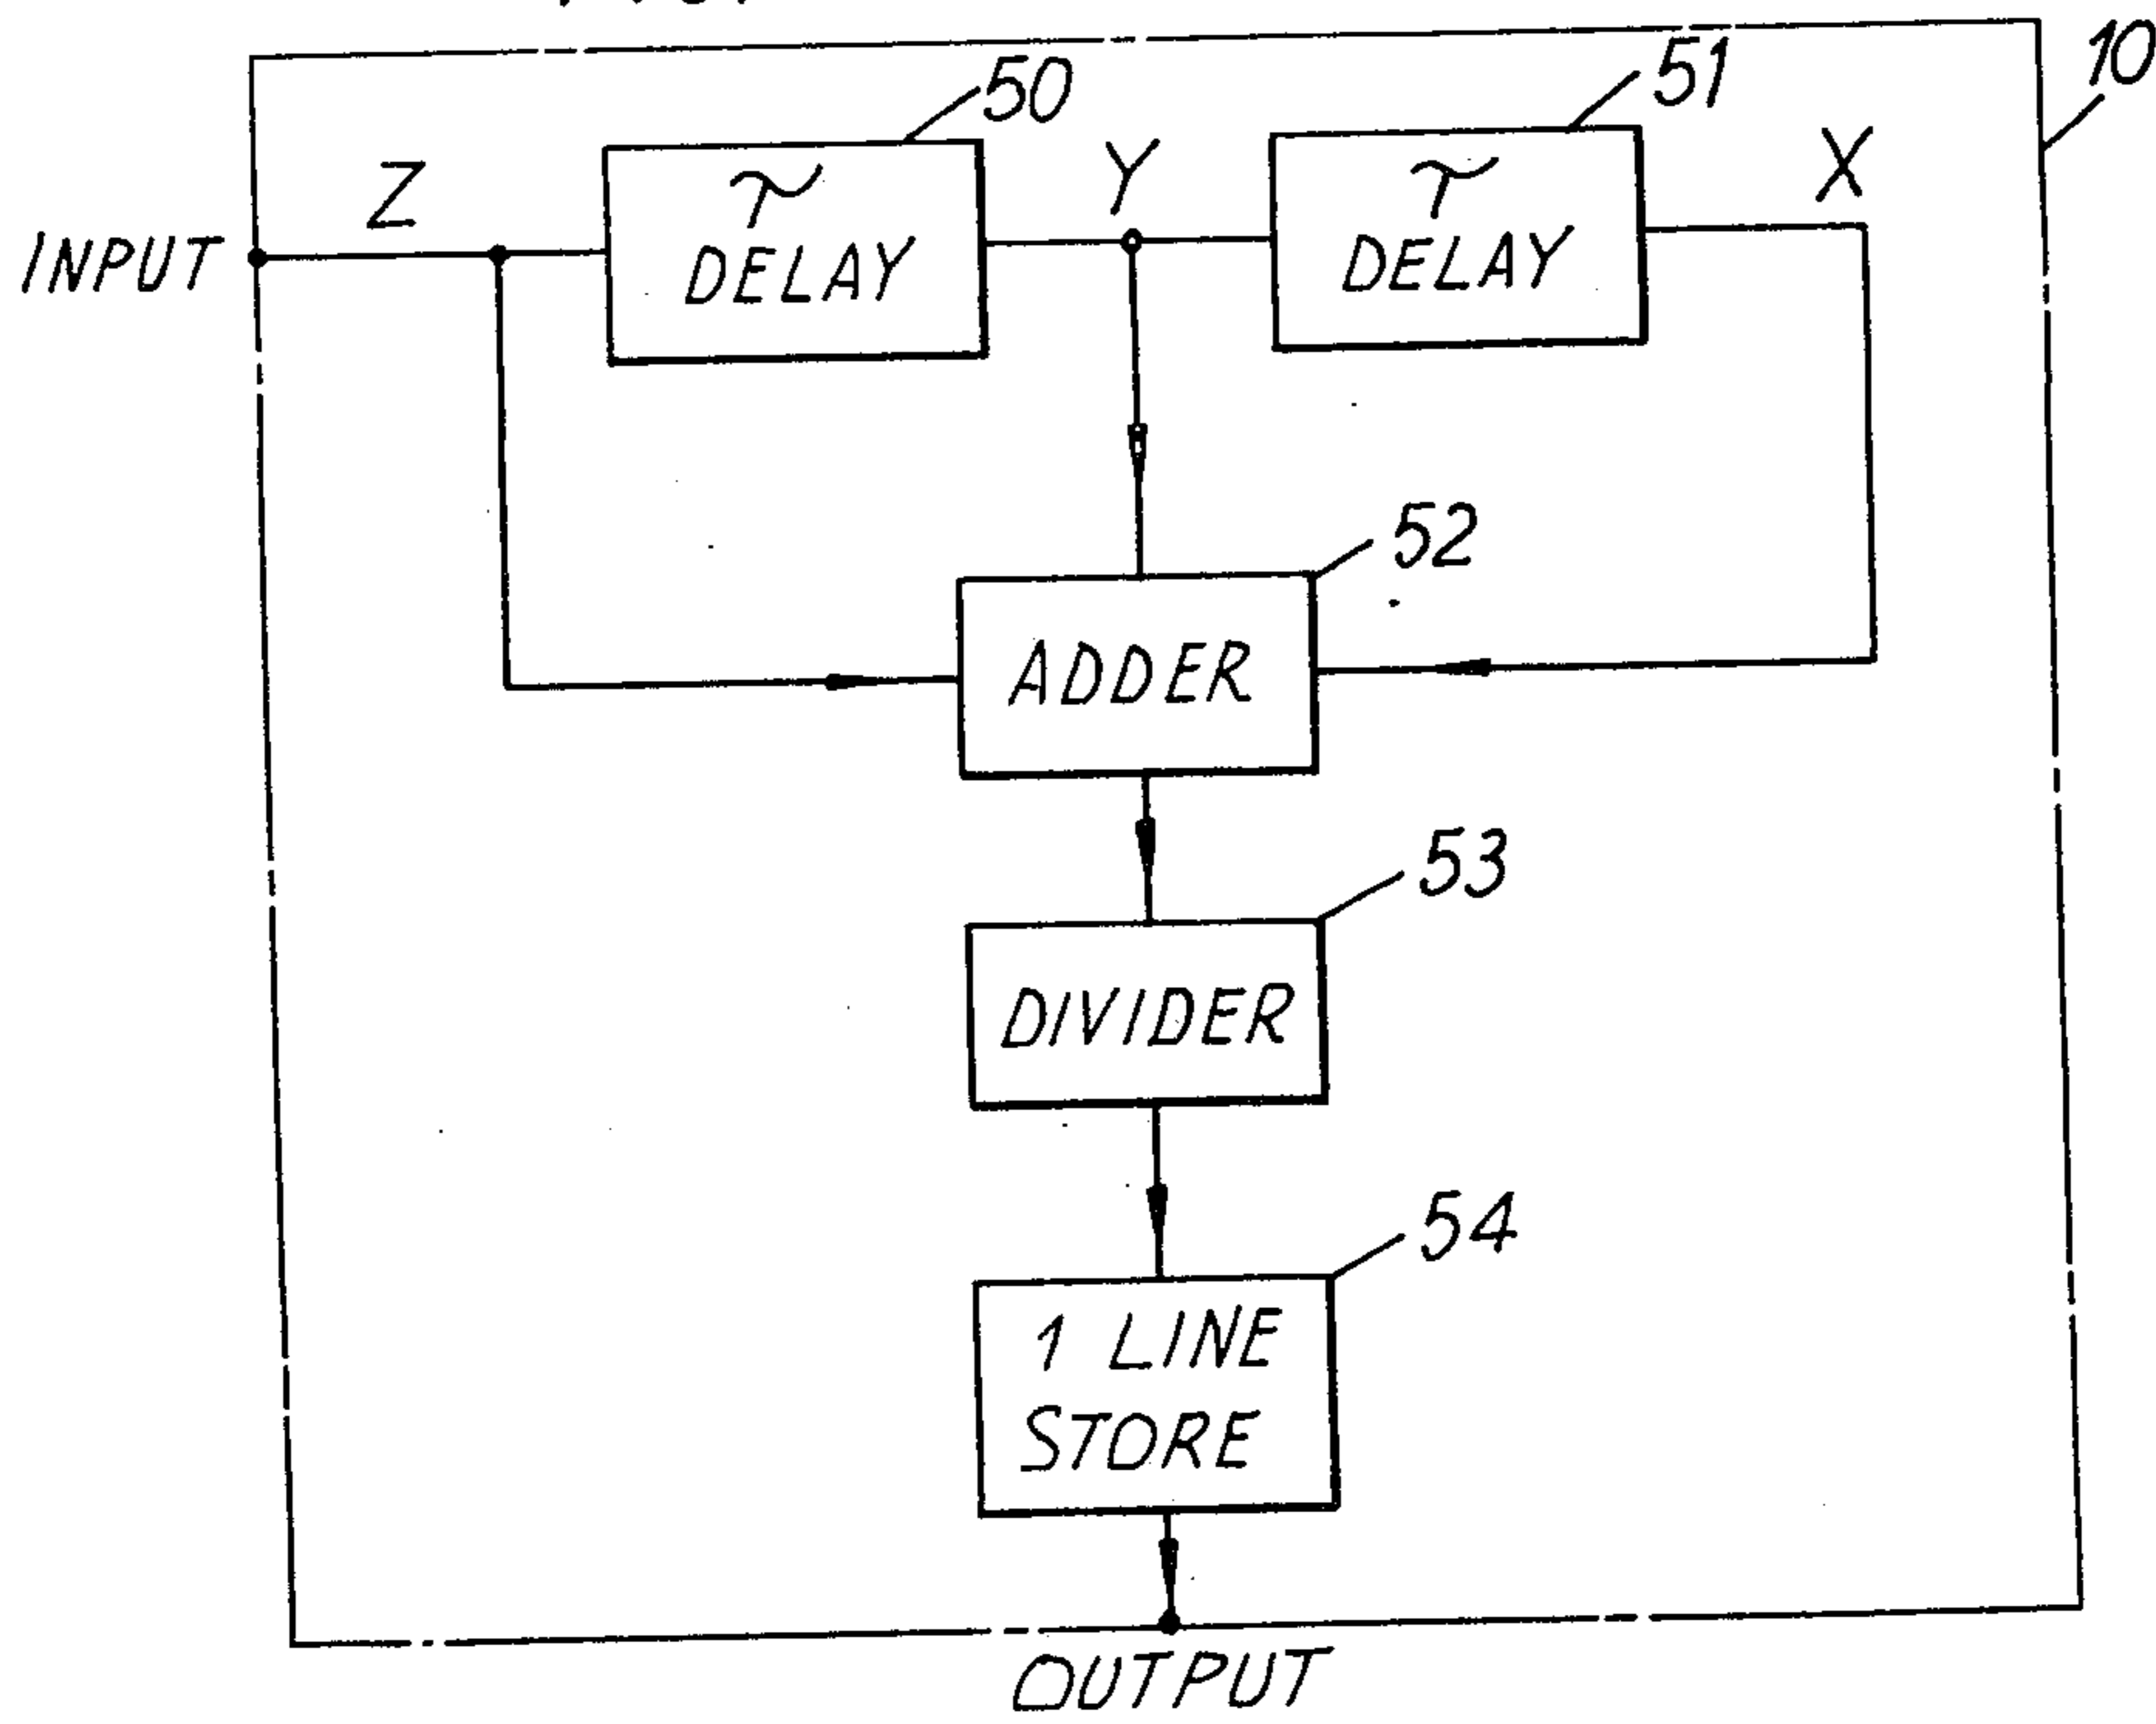 10
50
51
Z
τ
DELAY
Y
τ
DELAY
X
INPUT
52
ADDER
53
DIVIDER
54
1 LINE
STORE
OUTPUT